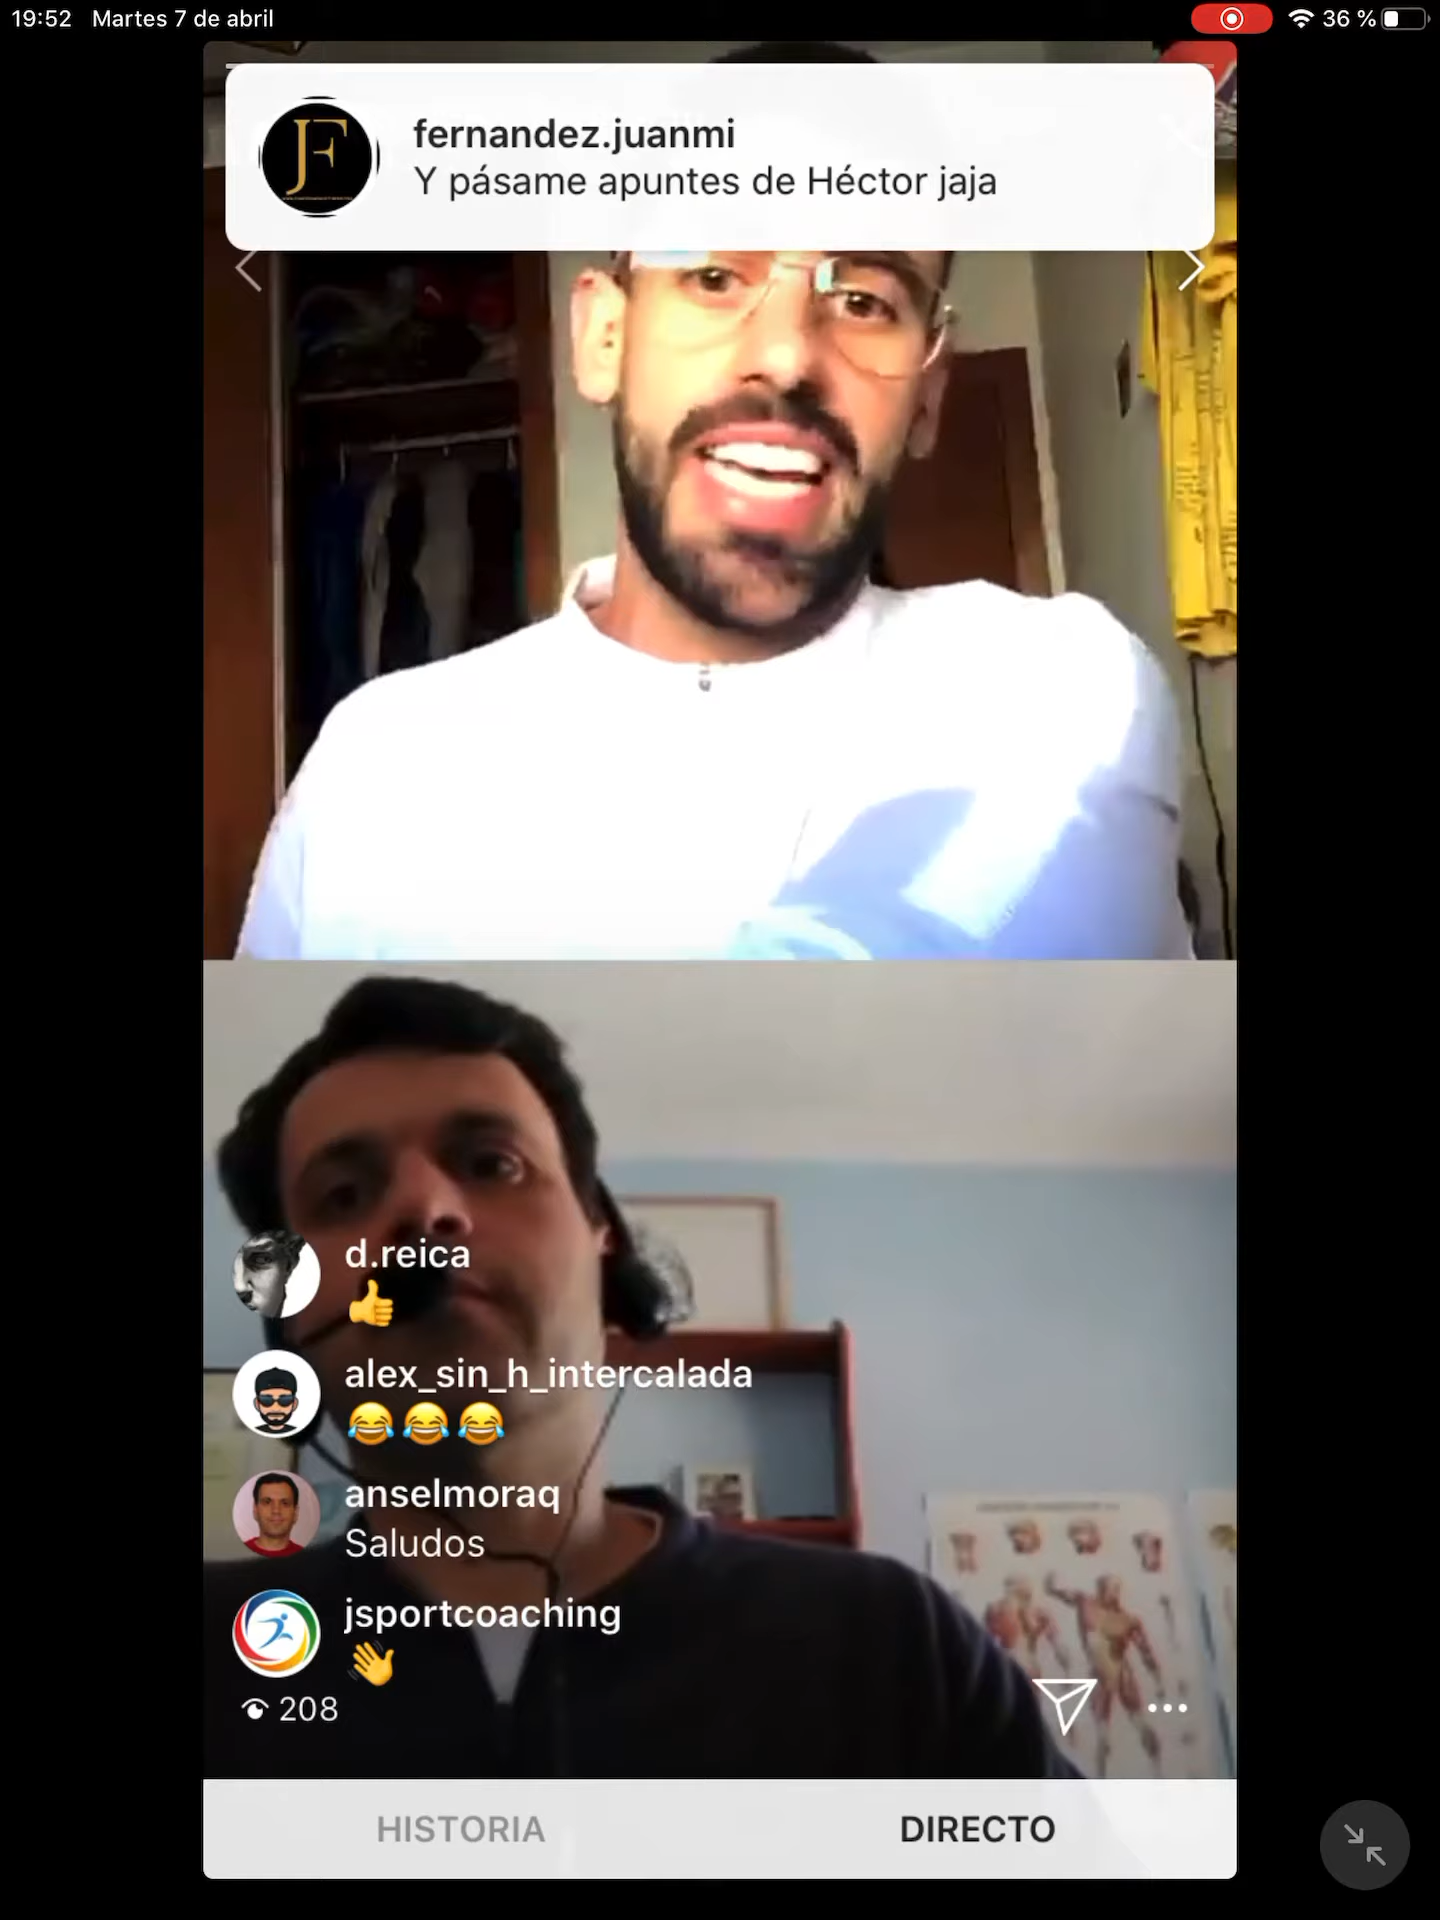 19:52 Martes 7 de abril
36 %
JF
fernandez.juanmi
Y pásame apuntes de Héctor jaja
d.reica
👍
alex_sin_h_intercalada
😂😂😂
anselmoraq
Saludos
jsportcoaching
👋
208
HISTORIA
DIRECTO